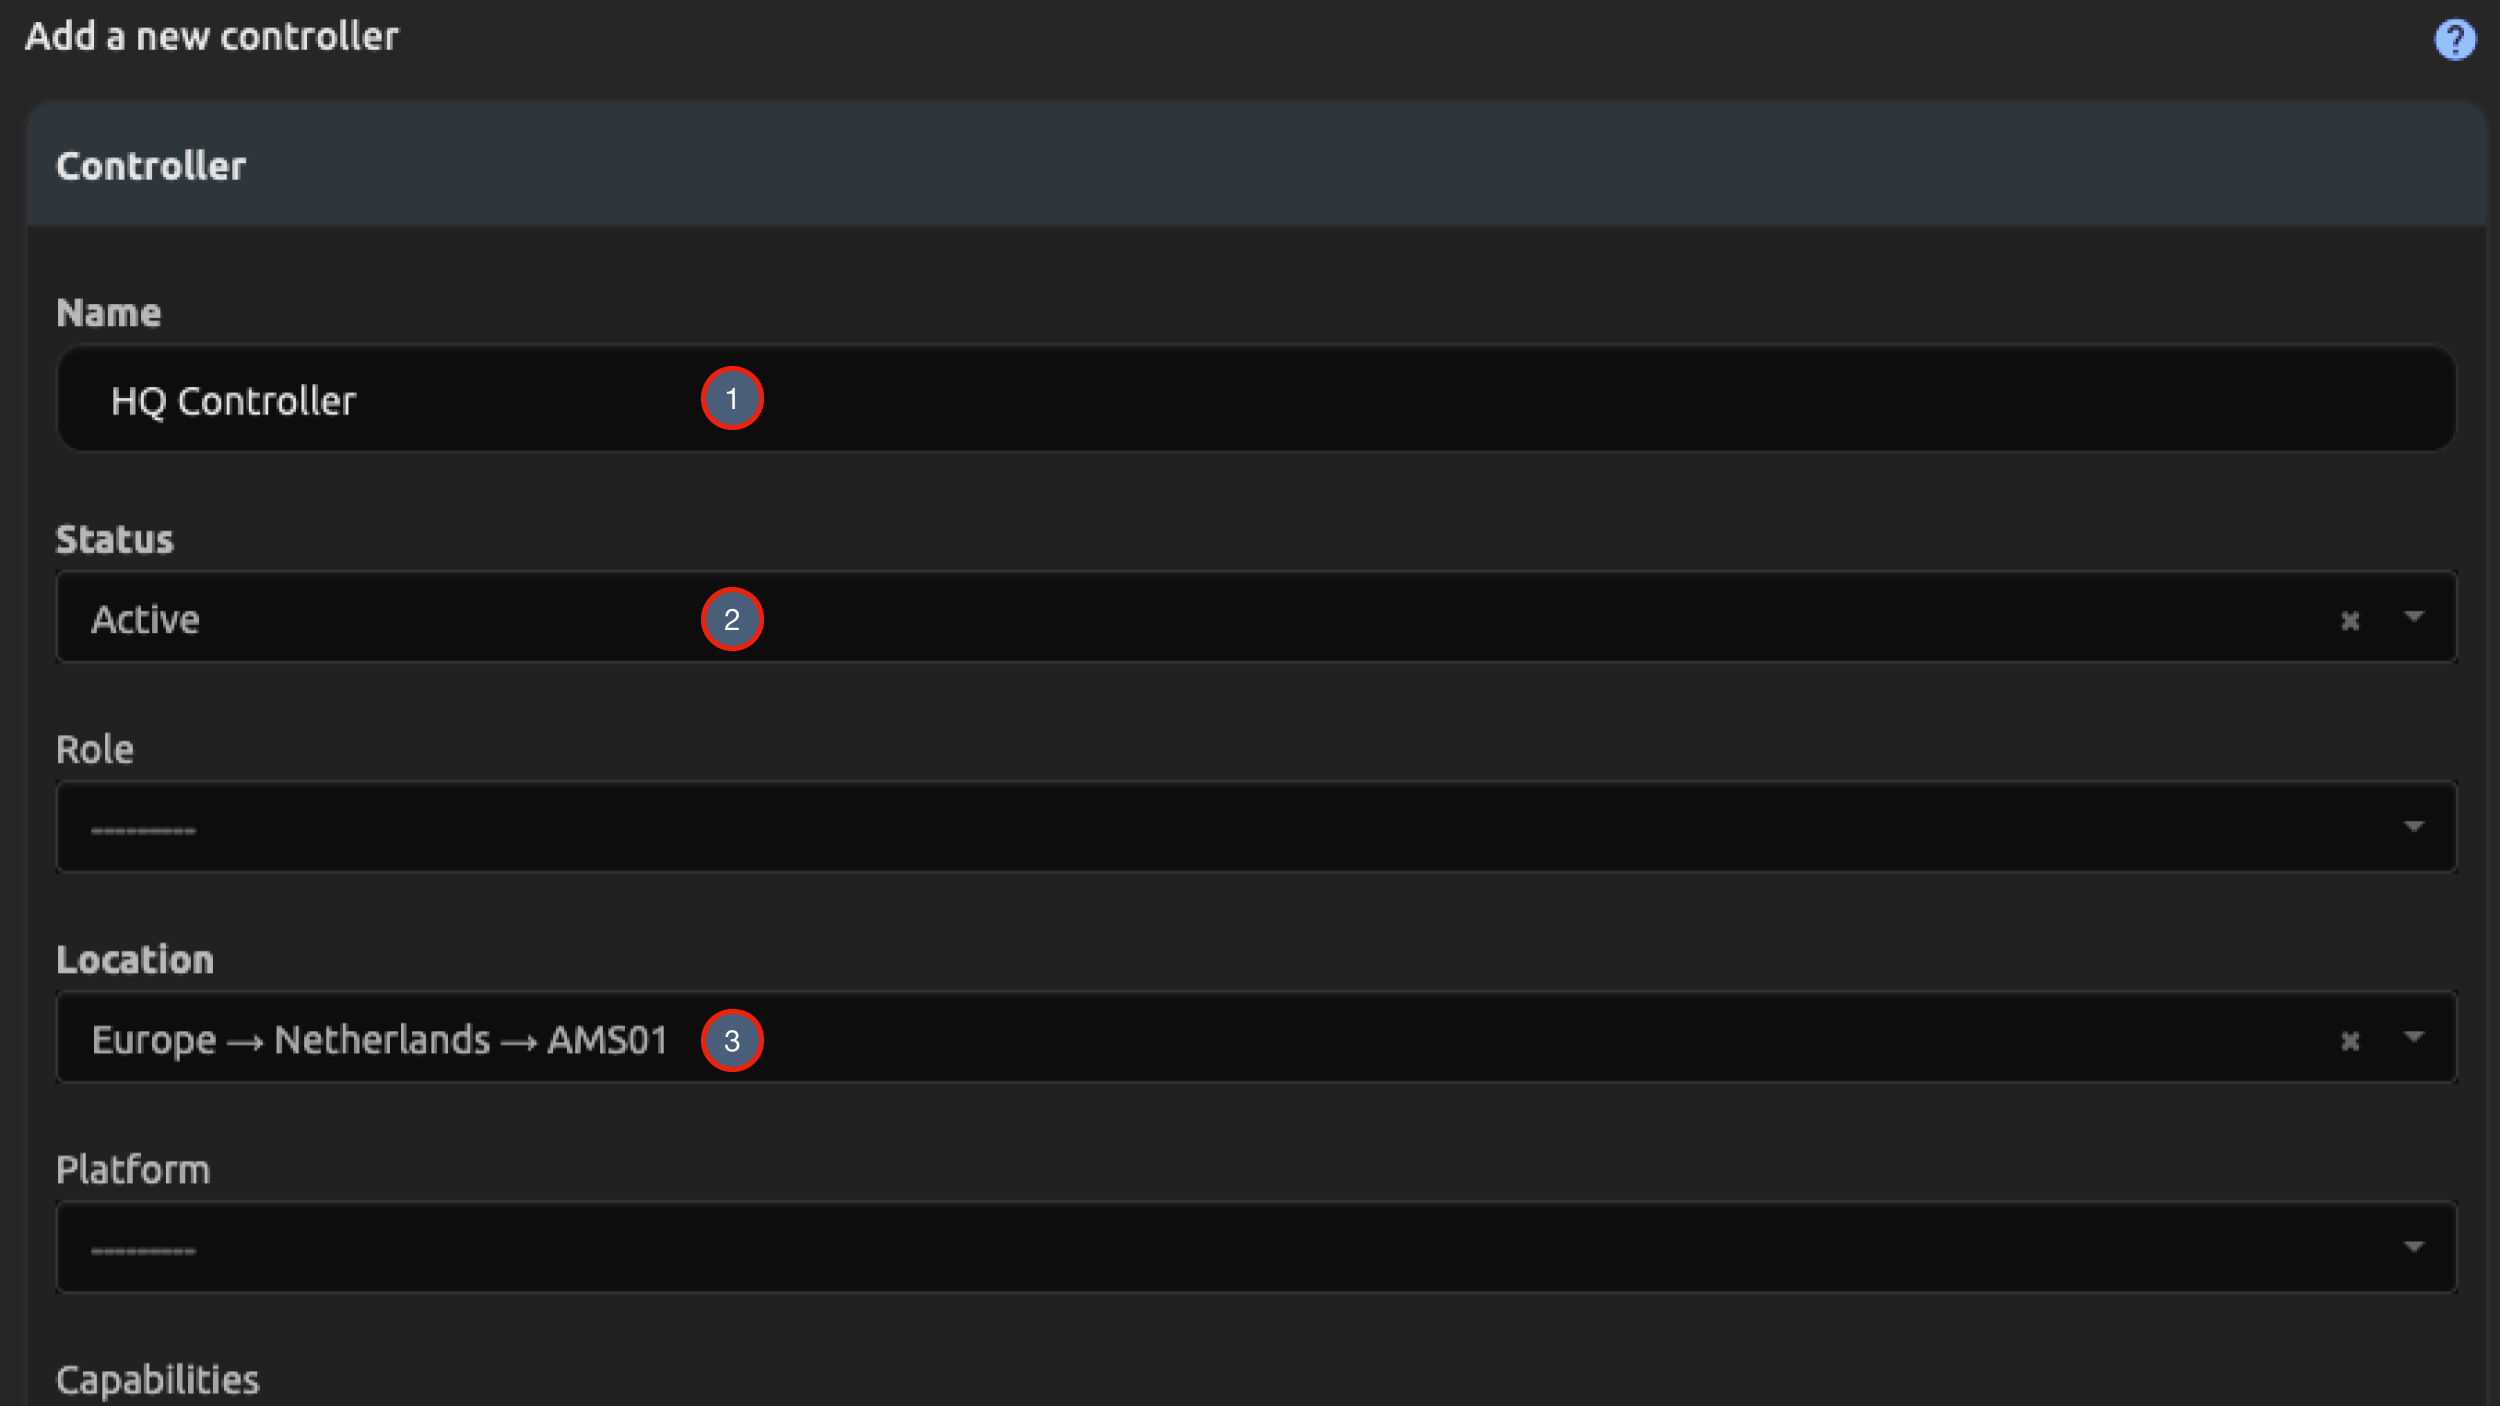 Add a new controller
?
Controller
Name
HQ Controller
1
Status
Active
2
Role
---------
Location
Europe → Netherlands → AMS01
3
Platform
---------
Capabilities